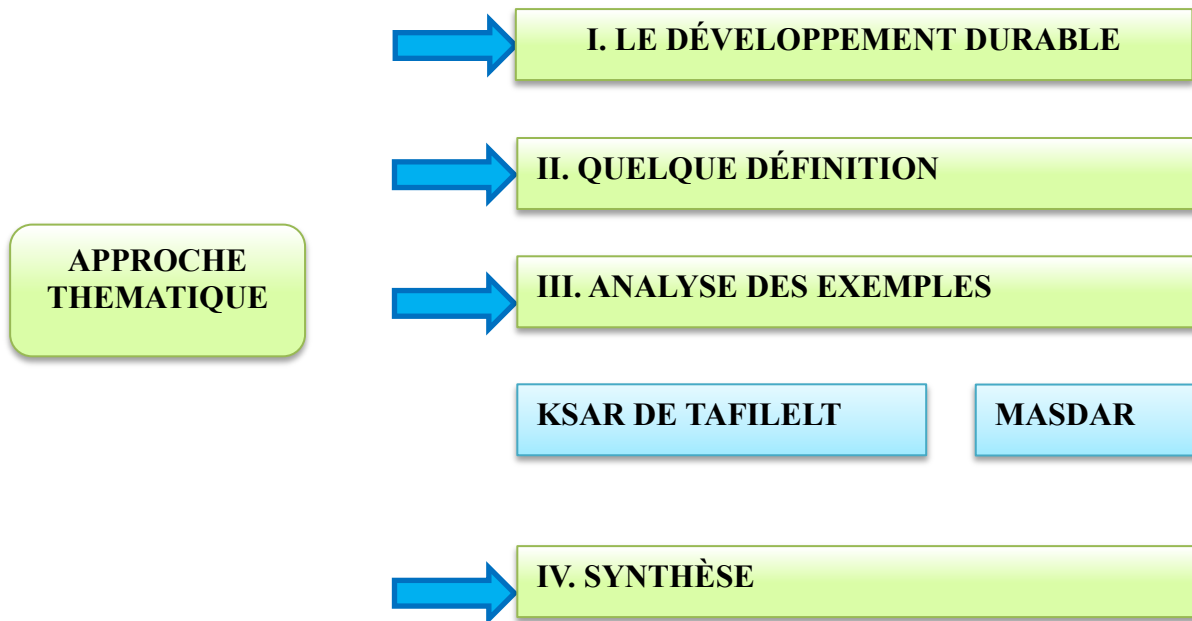 I. LE DÉVELOPPEMENT DURABLE
II. QUELQUE DÉFINITION
APPROCHE
THEMATIQUE
III. ANALYSE DES EXEMPLES
KSAR DE TAFILELT
MASDAR
IV. SYNTHÈSE